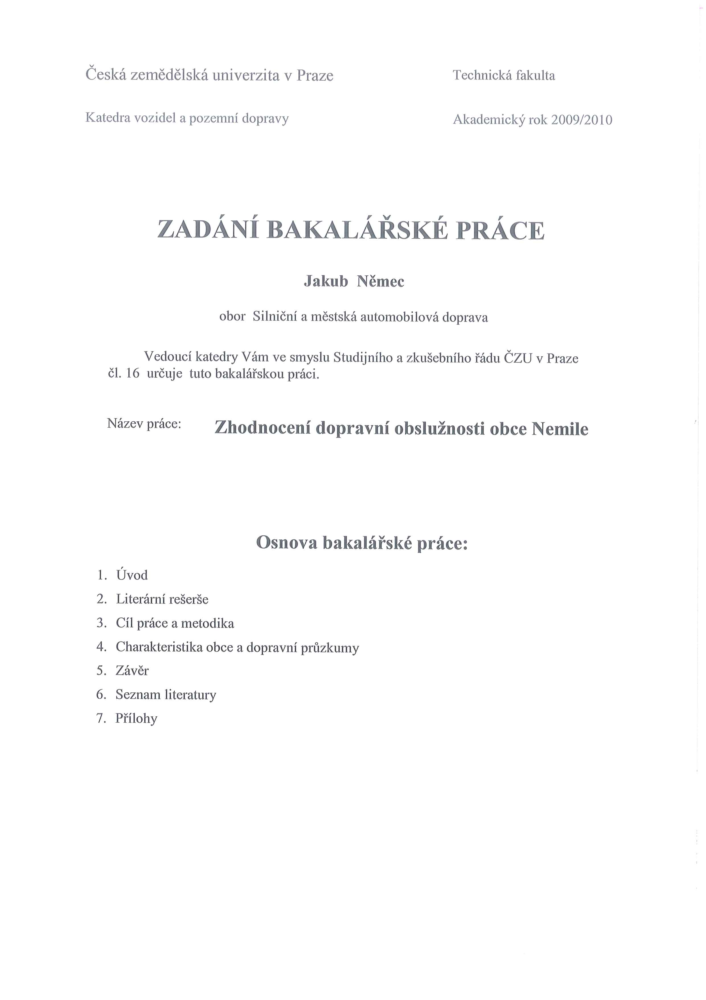 Česká zemědělská univerzita v Praze
Technická fakulta
Katedra vozidel a pozemní dopravy
Akademický rok 2009/2010
ZADÁNÍ BAKALÁŘSKÉ PRÁCE
Jakub Němec
obor Silniční a městská automobilová doprava
Vedoucí katedry Vám ve smyslu Studijního a zkušebního řádu ČZU v Praze
čl. 16 určuje tuto bakalářskou práci.
Název práce: Zhodnocení dopravní obslužnosti obce Nemile
Osnova bakalářské práce:
1. Úvod
2. Literární rešerše
3. Cíl práce a metodika
4. Charakteristika obce a dopravní průzkumy
5. Závěr
6. Seznam literatury
7. Přílohy